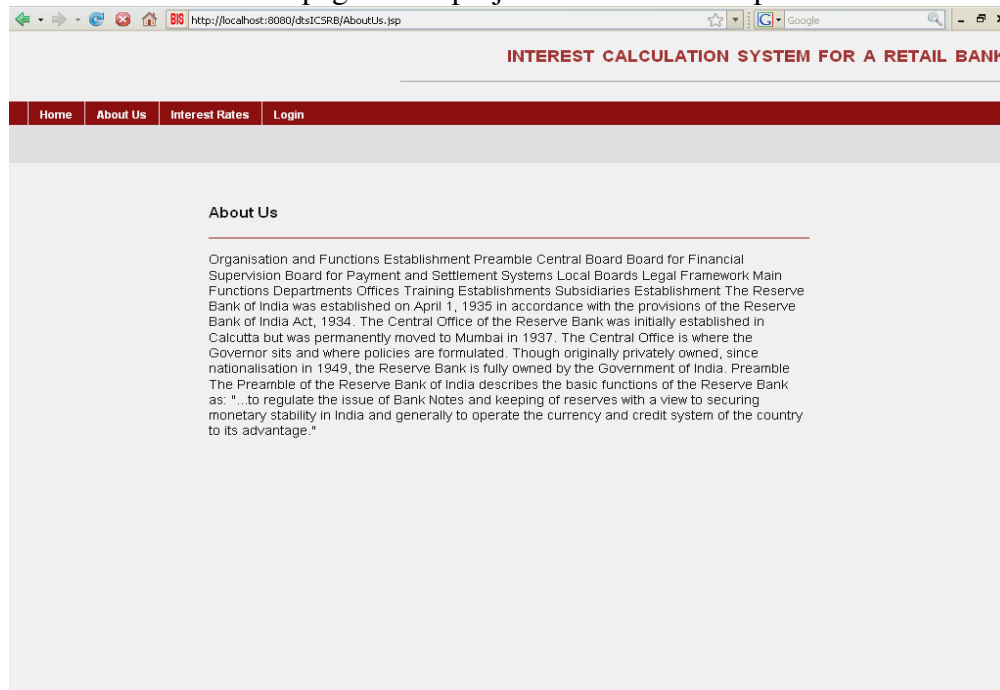 http://localhost:8080/dtsICSRB/AboutUs.jsp
Google
INTEREST CALCULATION SYSTEM FOR A RETAIL BANK
Home About Us Interest Rates Login
About Us
Organisation and Functions Establishment Preamble Central Board Board for Financial
Supervision Board for Payment and Settlement Systems Local Boards Legal Framework Main
Functions Departments Offices Training Establishments Subsidiaries Establishment The Reserve
Bank of India was established on April 1, 1935 in accordance with the provisions of the Reserve
Bank of India Act, 1934. The Central Office of the Reserve Bank was initially established in
Calcutta but was permanently moved to Mumbai in 1937. The Central Office is where the
Governor sits and where policies are formulated. Though originally privately owned, since
nationalisation in 1949, the Reserve Bank is fully owned by the Government of India. Preamble
The Preamble of the Reserve Bank of India describes the basic functions of the Reserve Bank
as: "...to regulate the issue of Bank Notes and keeping of reserves with a view to securing
monetary stability in India and generally to operate the currency and credit system of the country
to its advantage."